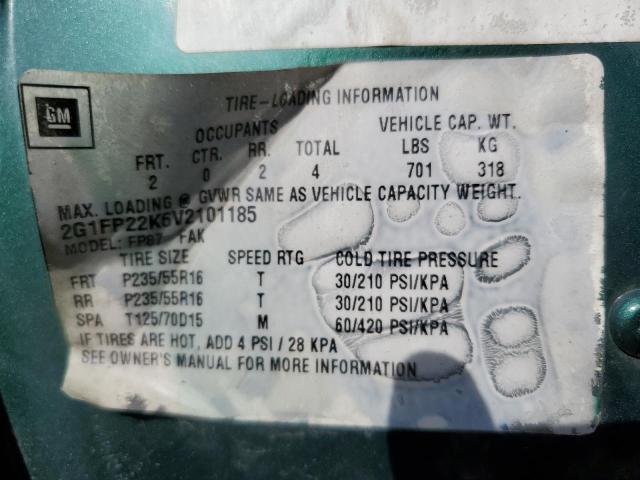 GM
TIRE-LOADING INFORMATION
OCCUPANTS VEHICLE CAP. WT.
FRT. CTR. RR. TOTAL LBS KG
2 0 2 4 701 318
MAX. LOADING @ GVWR SAME AS VEHICLE CAPACITY WEIGHT.
2G1FP22K6V2101185
MODEL: FP87 FAK
TIRE SIZE SPEED RTG COLD TIRE PRESSURE
FRT P235/55R16 T 30/210 PSI/KPA
RR P235/55R16 T 30/210 PSI/KPA
SPA T125/70D15 M 60/420 PSI/KPA
IF TIRES ARE HOT, ADD 4 PSI / 28 KPA
SEE OWNER'S MANUAL FOR MORE INFORMATION